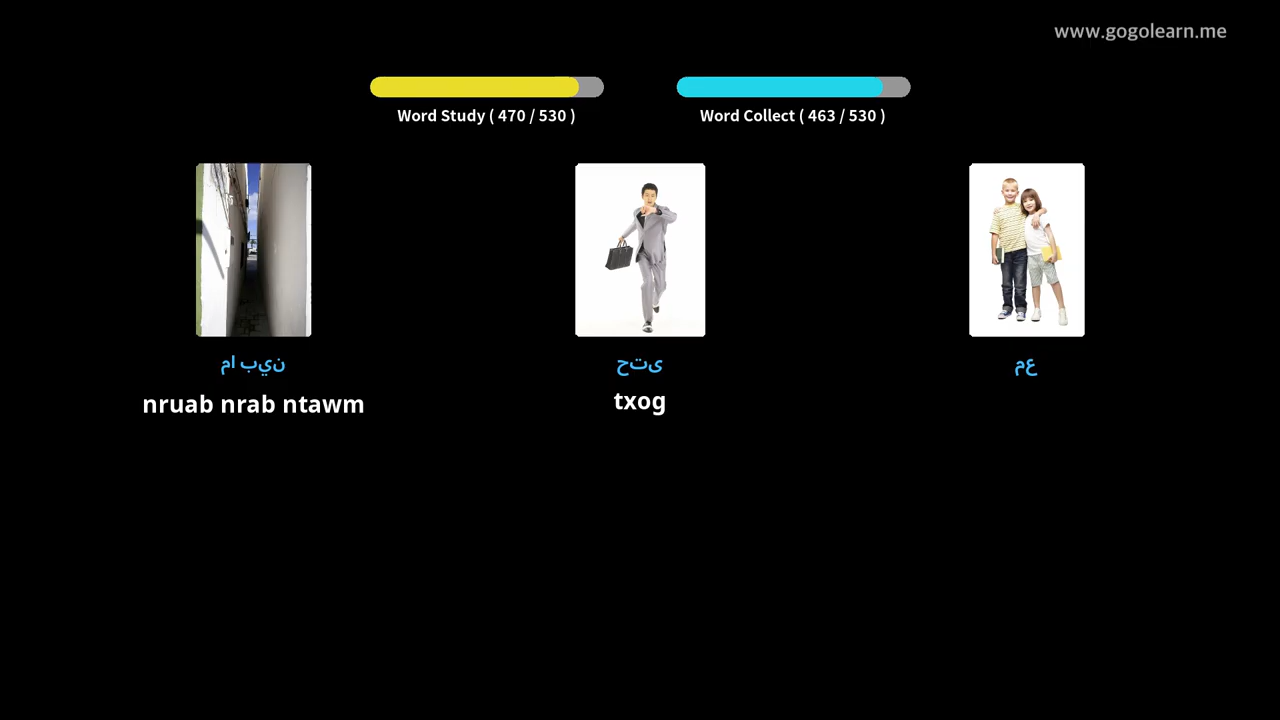 www.gogolearn.me
Word Study ( 470 / 530 )
Word Collect ( 463 / 530 )
ما بين
حتى
مع
nruab nrab ntawm
txog